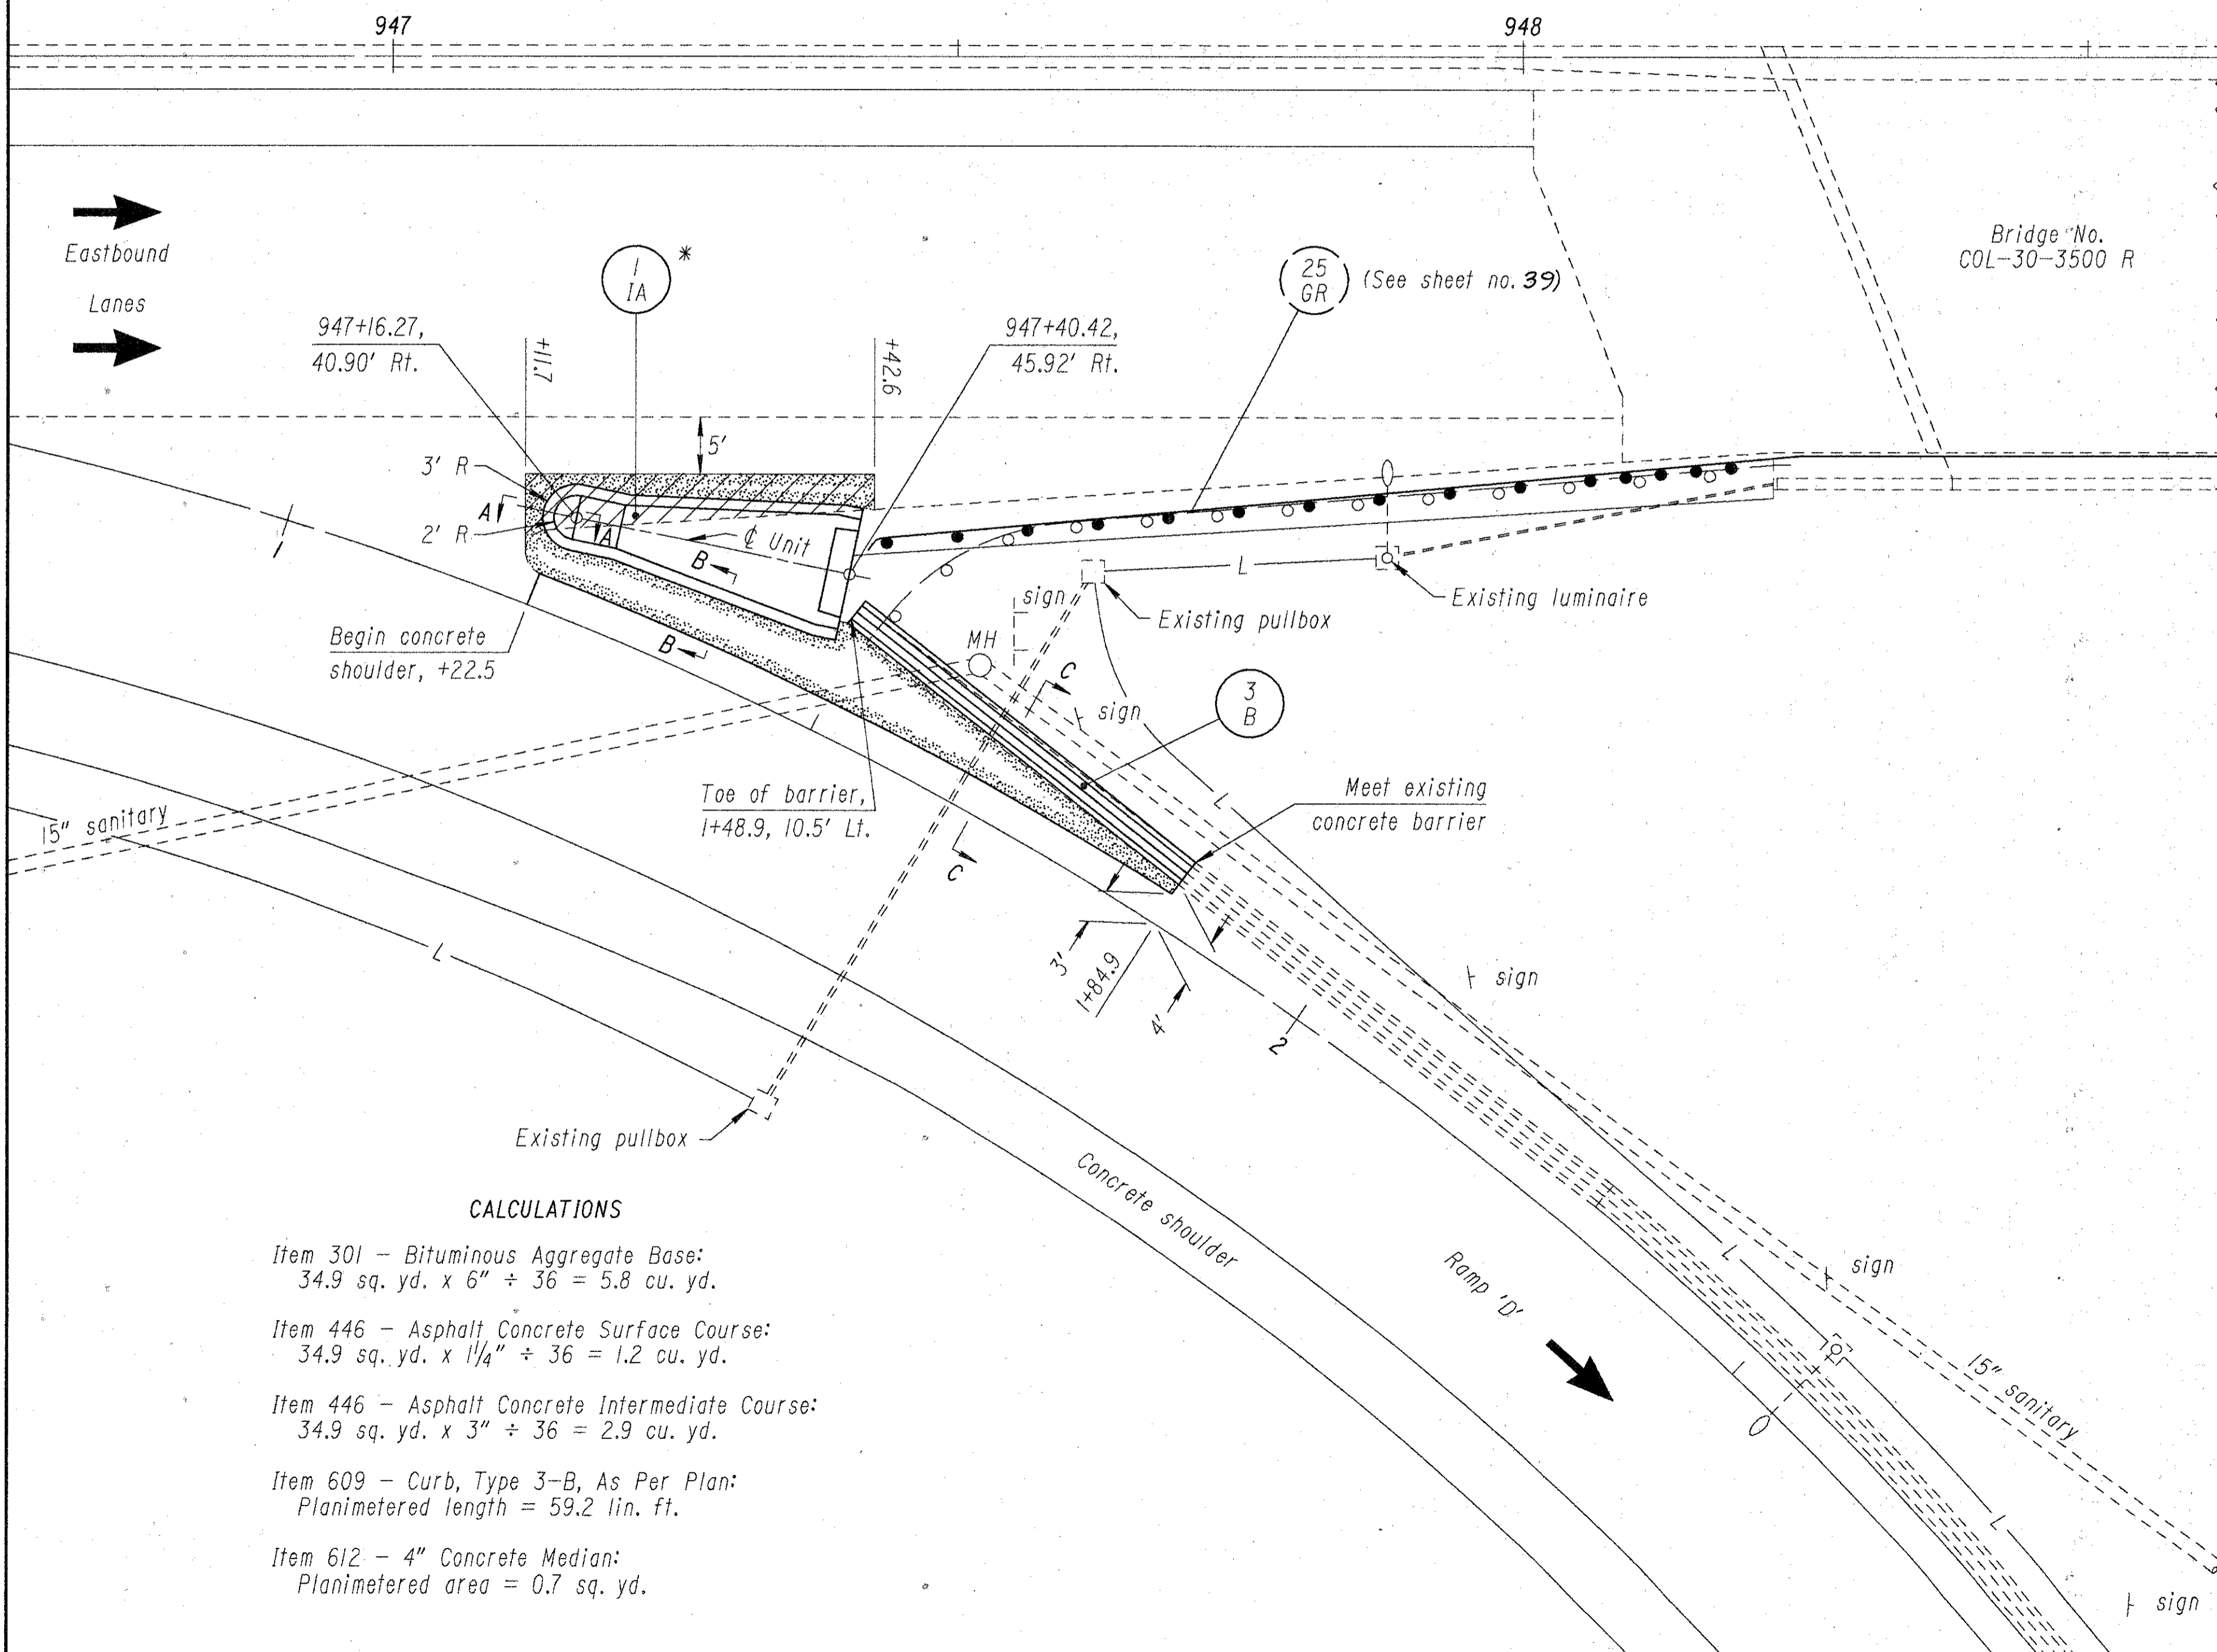 947
948
Eastbound
Lanes
Bridge No.
COL-30-3500 R
1
IA
*
25
GR
(See sheet no. 39)
947+16.27,
40.90' Rt.
+11.7
+42.6
947+40.42,
45.92' Rt.
5'
3' R
2' R
A
A
℄ Unit
B
B
1
L
Existing luminaire
sign
Existing pullbox
MH
Begin concrete
shoulder, +22.5
C
sign
3
B
L
Toe of barrier,
1+48.9, 10.5' Lt.
Meet existing
concrete barrier
15" sanitary
C
3'
1+84.9
4'
sign
L
2
Existing pullbox
Concrete shoulder
Ramp 'D'
L
sign
15" sanitary
L
sign
CALCULATIONS
Item 301 - Bituminous Aggregate Base:
34.9 sq. yd. x 6" ÷ 36 = 5.8 cu. yd.
Item 446 - Asphalt Concrete Surface Course:
34.9 sq. yd. x 1 1/4" ÷ 36 = 1.2 cu. yd.
Item 446 - Asphalt Concrete Intermediate Course:
34.9 sq. yd. x 3" ÷ 36 = 2.9 cu. yd.
Item 609 - Curb, Type 3-B, As Per Plan:
Planimetered length = 59.2 lin. ft.
Item 612 - 4" Concrete Median:
Planimetered area = 0.7 sq. yd.